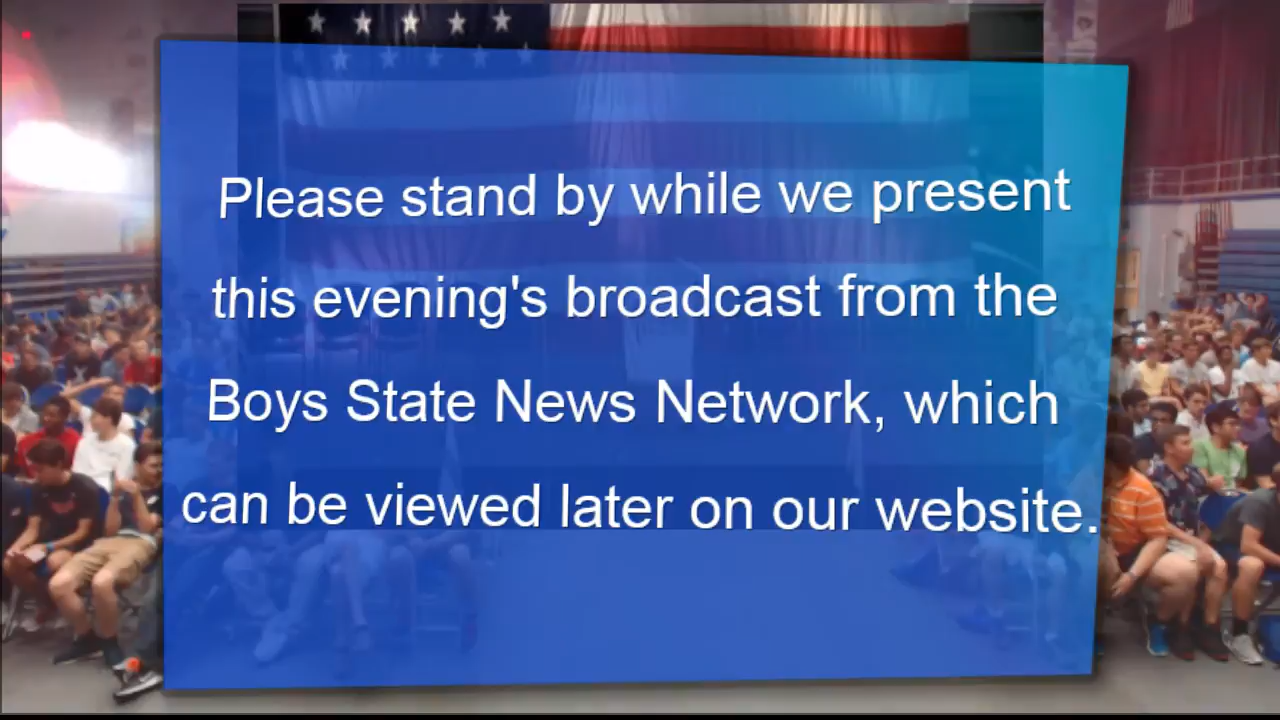 Please stand by while we present
this evening's broadcast from the
Boys State News Network, which
can be viewed later on our website.